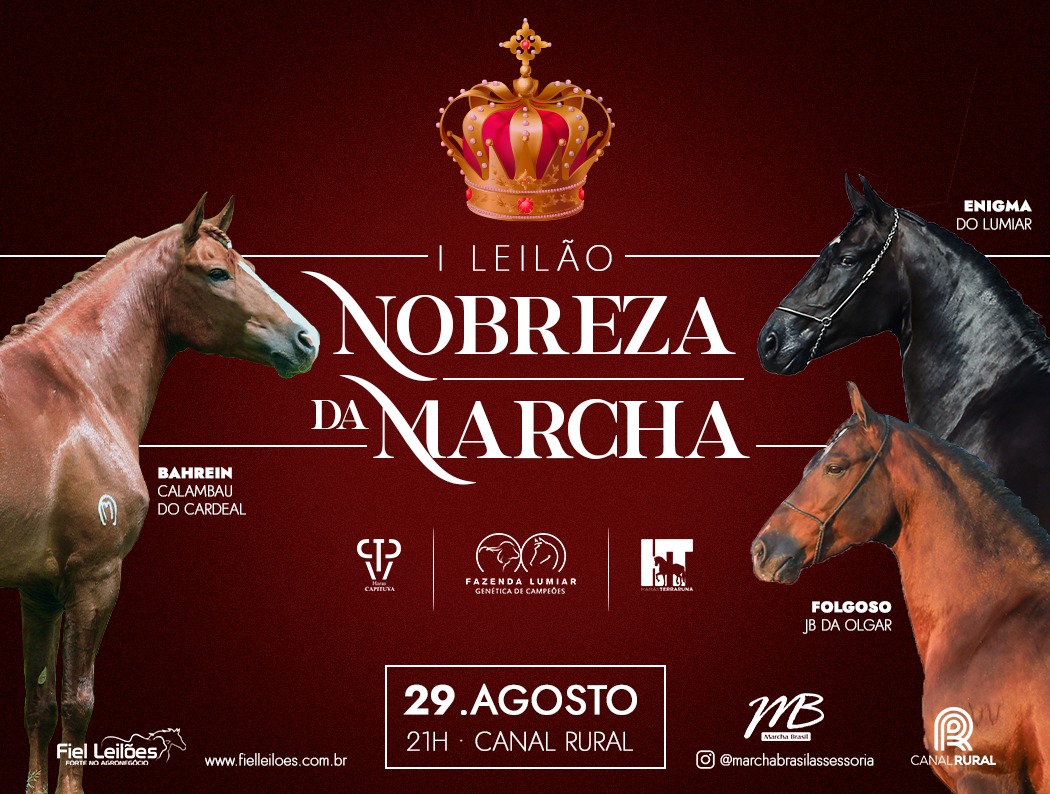 ENIGMA
DO LUMIAR
I LEILÃO
NOBREZA
DA MARCHA
BAHREIN
CALAMBAU
DO CARDEAL
Haras
CAPITUVA
FAZENDA LUMIAR
GENÉTICA DE CAMPEÕES
HT
HARAS TERRARUNA
FOLGOSO
JB DA OLGAR
29.AGOSTO
21H · CANAL RURAL
Fiel Leilões
FORTE NO AGRONEGÓCIO
www.fielleiloes.com.br
MB
Marcha Brasil
@marchabrasilassessoria
CANAL RURAL